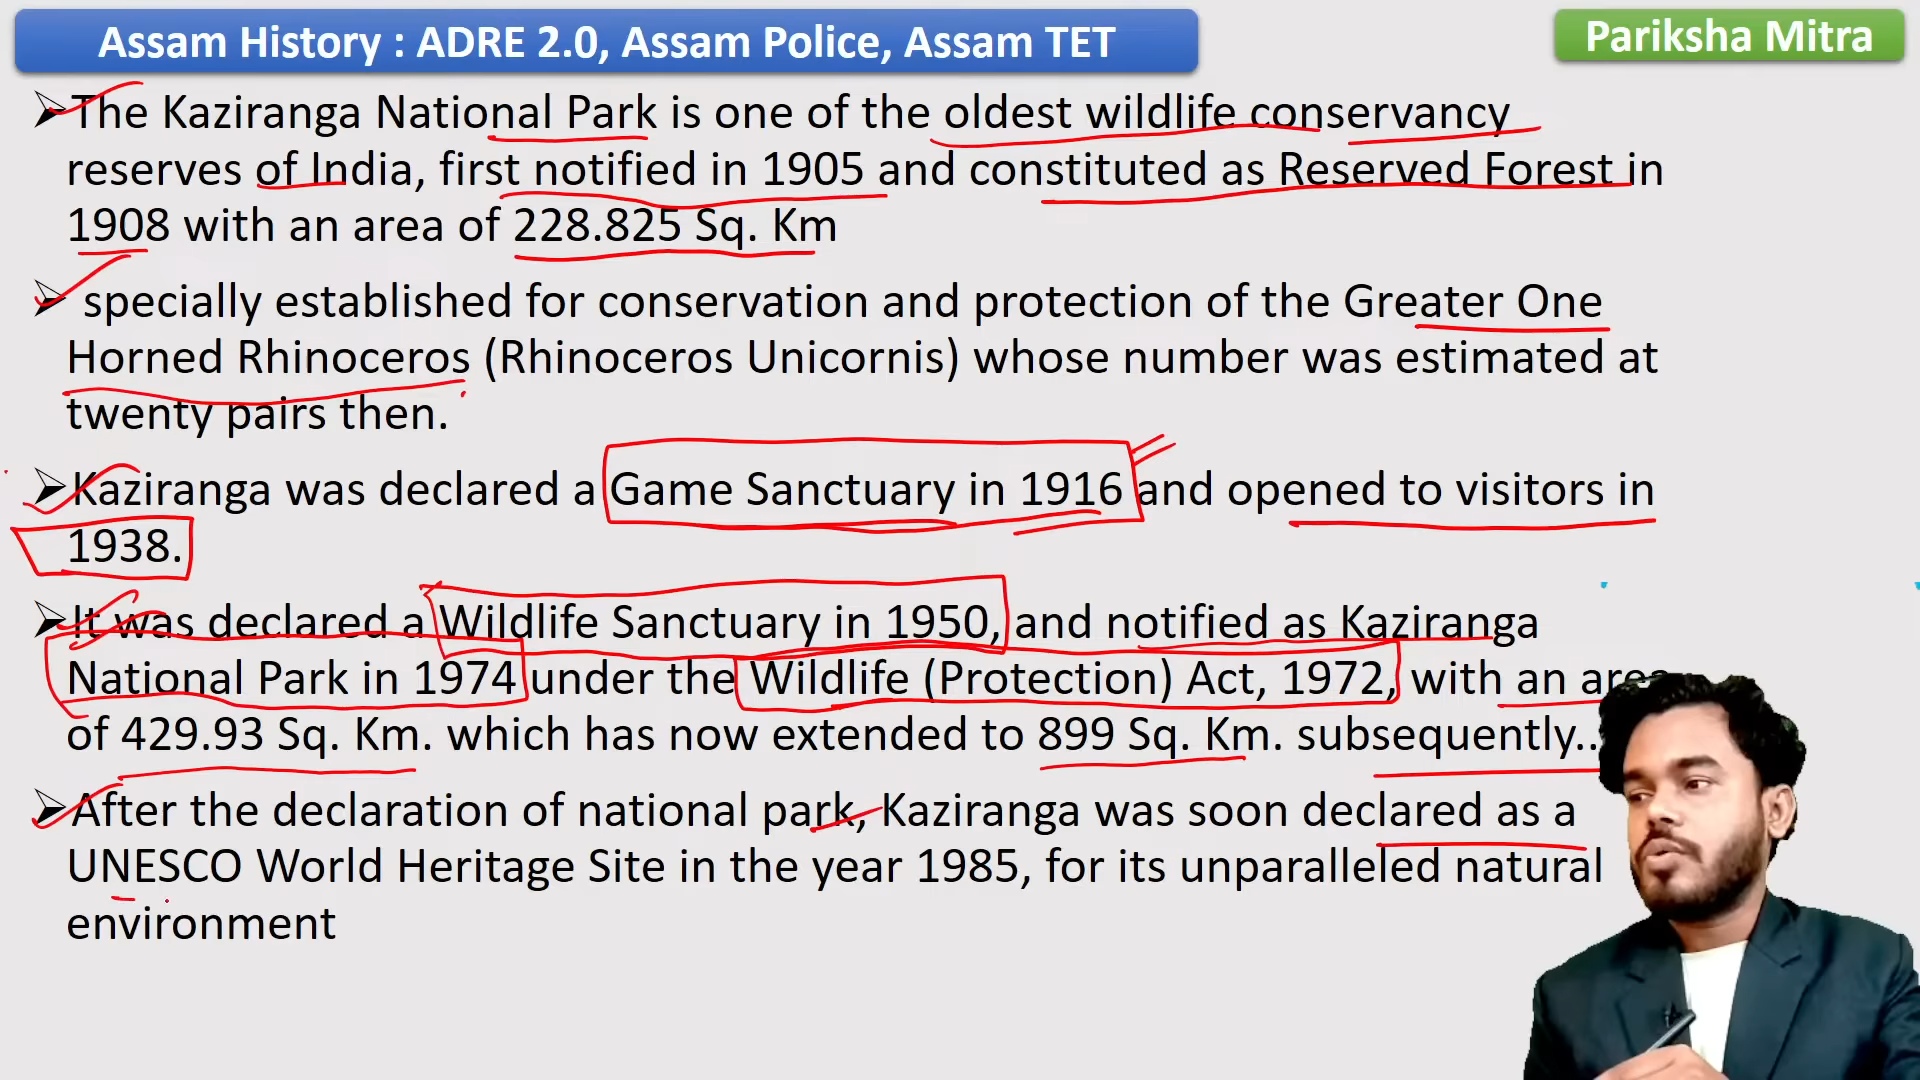 Assam History : ADRE 2.0, Assam Police, Assam TET
Pariksha Mitra
The Kaziranga National Park is one of the oldest wildlife conservancy
reserves of India, first notified in 1905 and constituted as Reserved Forest in
1908 with an area of 228.825 Sq. Km
specially established for conservation and protection of the Greater One
Horned Rhinoceros (Rhinoceros Unicornis) whose number was estimated at
twenty pairs then.
Kaziranga was declared a Game Sanctuary in 1916 and opened to visitors in
1938.
It was declared a Wildlife Sanctuary in 1950, and notified as Kaziranga
National Park in 1974 under the Wildlife (Protection) Act, 1972, with an area
of 429.93 Sq. Km. which has now extended to 899 Sq. Km. subsequently..
After the declaration of national park, Kaziranga was soon declared as a
UNESCO World Heritage Site in the year 1985, for its unparalleled natural
environment